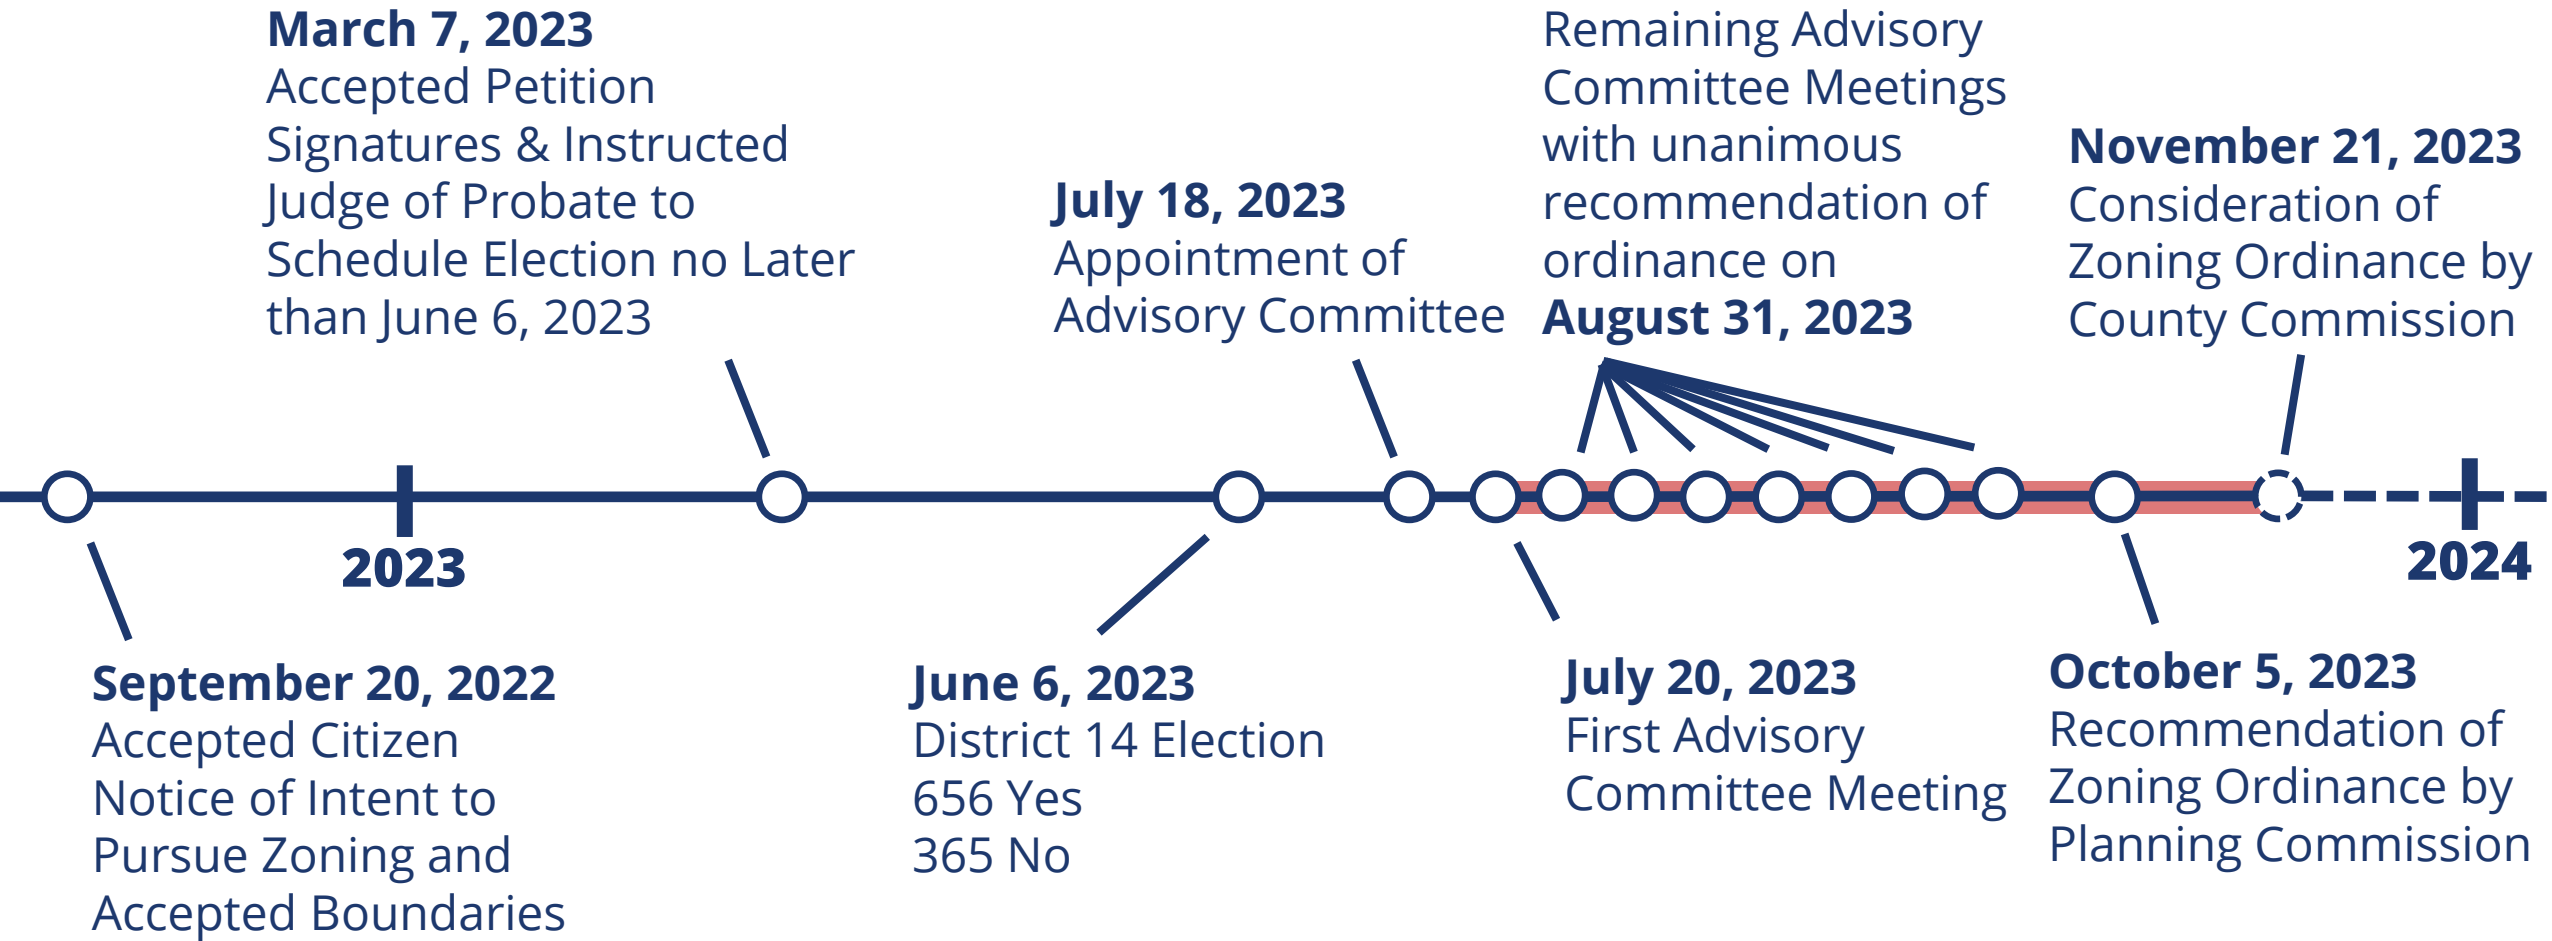 March 7, 2023
Accepted Petition
Signatures & Instructed
Judge of Probate to
Schedule Election no Later
than June 6, 2023
July 18, 2023
Appointment of
Advisory Committee
Remaining Advisory
Committee Meetings
with unanimous
recommendation of
ordinance on
August 31, 2023
November 21, 2023
Consideration of
Zoning Ordinance by
County Commission
2023
2024
September 20, 2022
Accepted Citizen
Notice of Intent to
Pursue Zoning and
Accepted Boundaries
June 6, 2023
District 14 Election
656 Yes
365 No
July 20, 2023
First Advisory
Committee Meeting
October 5, 2023
Recommendation of
Zoning Ordinance by
Planning Commission